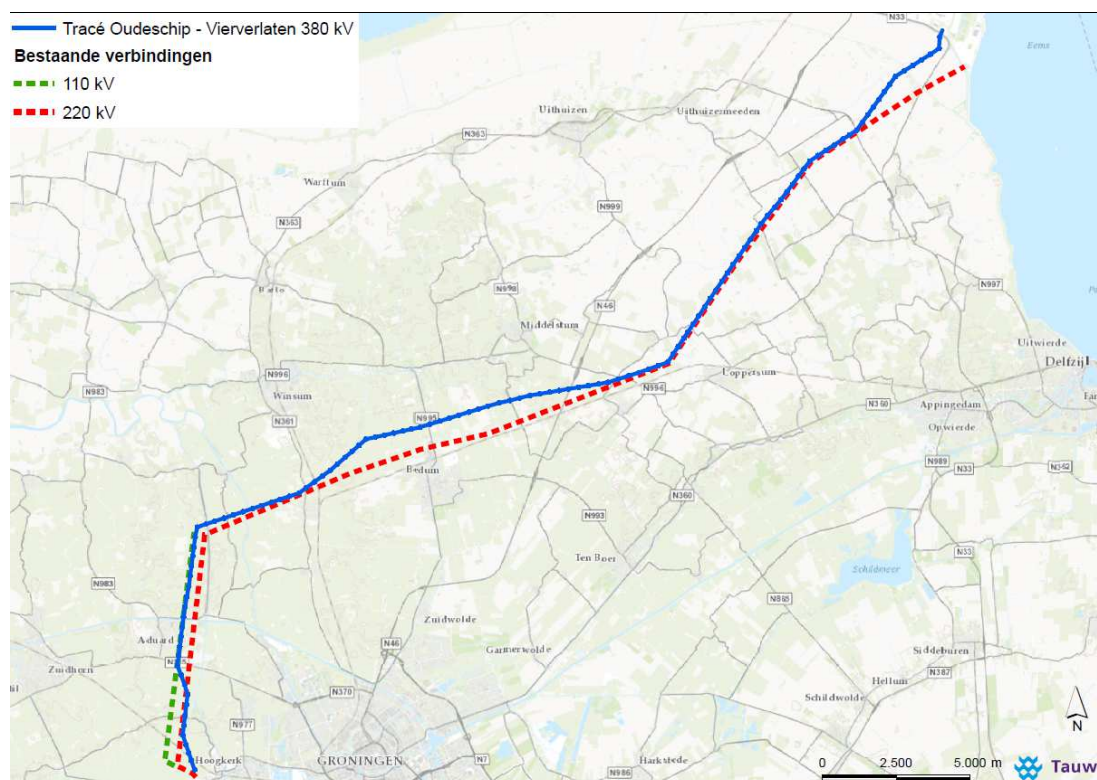 Tracé Oudeschip - Vierverlaten 380 kV
Bestaande verbindingen
110 kV
220 kV
N33
Eems
Uithuizen
Uithuizermeeden
N363
Warffum
N999
N363
Baflo
N998
N46
N997
Middelstum
Uitwierde
Delfzijl
N983
N996
Winsum
N996
Loppersum
N360
Appingedam
Opwierde
N361
N995
Bedum
N989
N33
N362
N360
N993
Ten Boer
N33
Schildmeer
N983
N865
Aduard
Zuidwolde
Garmerwolde
N46
Siddeburen
Zuidhorn
N387
Hellum
N370
Schildwolde
N977
Hoogkerk
GRONINGEN
N7
Harkstede
N986
N
0 2.500 5.000 m
Tauw